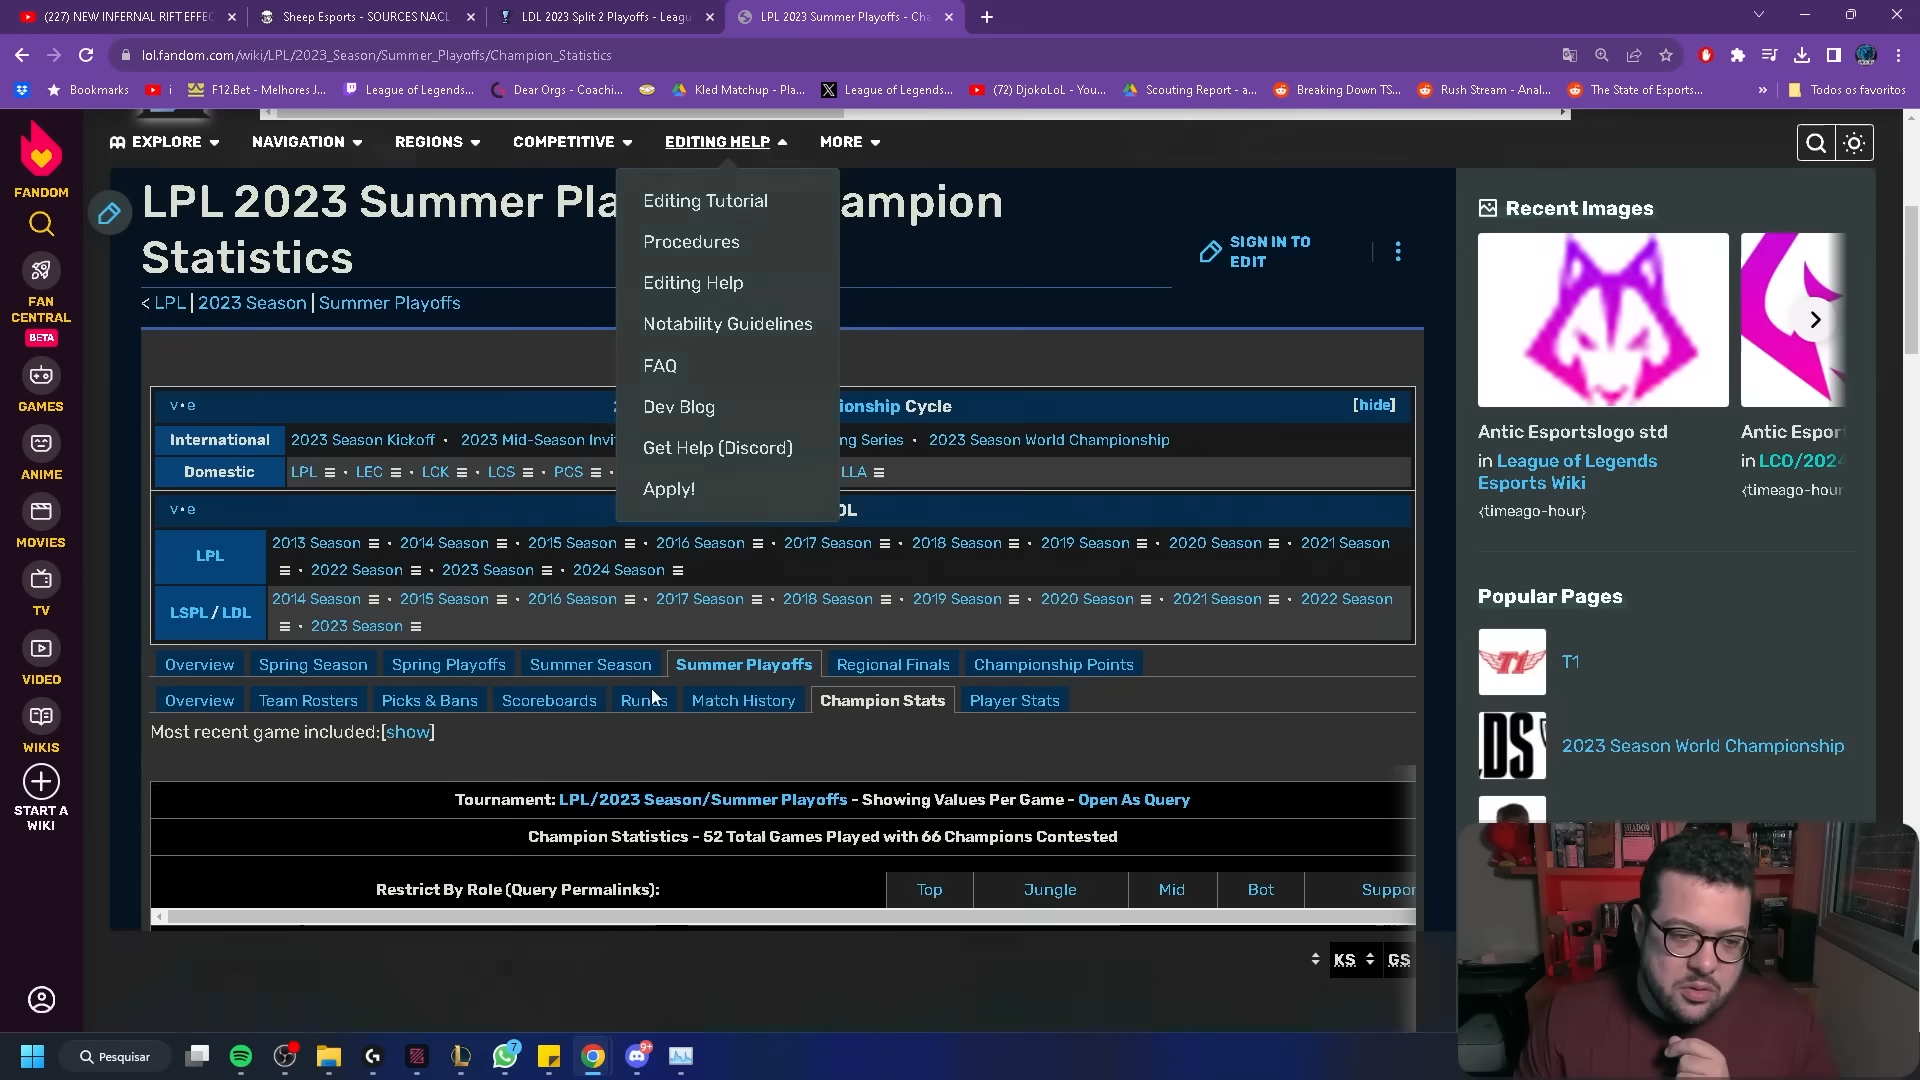 (227) NEW INFERNAL RIFT EFFEC
Sheep Esports - SOURCES NACL
LDL 2023 Split 2 Playoffs - Leagu
LPL 2023 Summer Playoffs - Cha
lol.fandom.com/wiki/LPL/2023_Season/Summer_Playoffs/Champion_Statistics
Bookmarks
i
F12.Bet - Melhores J...
League of Legends...
Dear Orgs - Coachi...
Kled Matchup - Pla...
League of Legends...
(72) DjokoLoL - You...
Scouting Report - a...
Breaking Down TS...
Rush Stream - Anal...
The State of Esports...
Todos os favoritos
EXPLORE
NAVIGATION
REGIONS
COMPETITIVE
EDITING HELP
MORE
FANDOM
FAN
CENTRAL
BETA
GAMES
ANIME
MOVIES
TV
VIDEO
WIKIS
START A
WIKI
LPL 2023 Summer Pla
ampion
Statistics
< LPL | 2023 Season | Summer Playoffs
SIGN IN TO
EDIT
Editing Tutorial
Procedures
Editing Help
Notability Guidelines
FAQ
Dev Blog
Get Help (Discord)
Apply!
v • e
2
ionship Cycle
[hide]
International
2023 Season Kickoff • 2023 Mid-Season Invi
ng Series • 2023 Season World Championship
Domestic
LPL ≡ • LEC ≡ • LCK ≡ • LCS ≡ • PCS ≡ •
LLA ≡
v • e
DL
LPL
2013 Season ≡ • 2014 Season ≡ • 2015 Season ≡ • 2016 Season ≡ • 2017 Season ≡ • 2018 Season ≡ • 2019 Season ≡ • 2020 Season ≡ • 2021 Season
≡ • 2022 Season ≡ • 2023 Season ≡ • 2024 Season ≡
LSPL / LDL
2014 Season ≡ • 2015 Season ≡ • 2016 Season ≡ • 2017 Season ≡ • 2018 Season ≡ • 2019 Season ≡ • 2020 Season ≡ • 2021 Season ≡ • 2022 Season
≡ • 2023 Season ≡
Overview
Spring Season
Spring Playoffs
Summer Season
Summer Playoffs
Regional Finals
Championship Points
Overview
Team Rosters
Picks & Bans
Scoreboards
Runes
Match History
Champion Stats
Player Stats
Most recent game included:[show]
Tournament: LPL/2023 Season/Summer Playoffs - Showing Values Per Game - Open As Query
Champion Statistics - 52 Total Games Played with 66 Champions Contested
Restrict By Role (Query Permalinks):
Top
Jungle
Mid
Bot
Suppor
KS
GS
Recent Images
Antic Esportslogo std
in League of Legends
Esports Wiki
{timeago-hour}
Antic Espor
in LCO/2024
{timeago-hour
Popular Pages
T1
T1
LDS
2023 Season World Championship
SHADOW
Pesquisar
7
9+